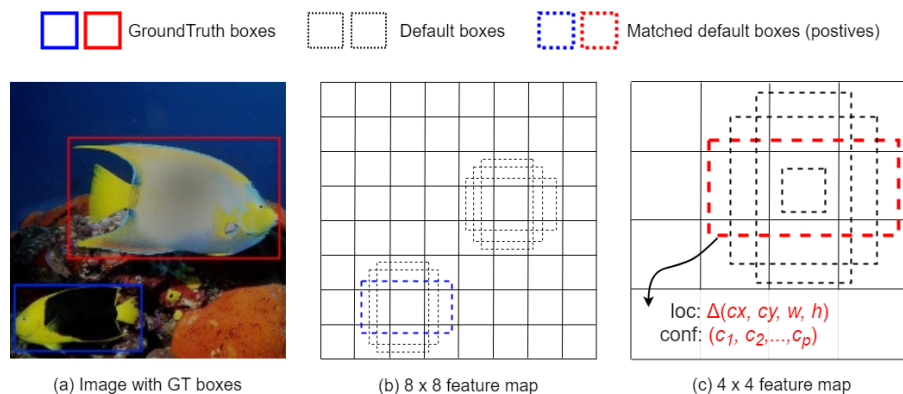 GroundTruth boxes
Default boxes
Matched default boxes (postives)
loc: Δ(cx, cy, w, h)
conf: (c1, c2,...,cp)
(a) Image with GT boxes
(b) 8 x 8 feature map
(c) 4 x 4 feature map